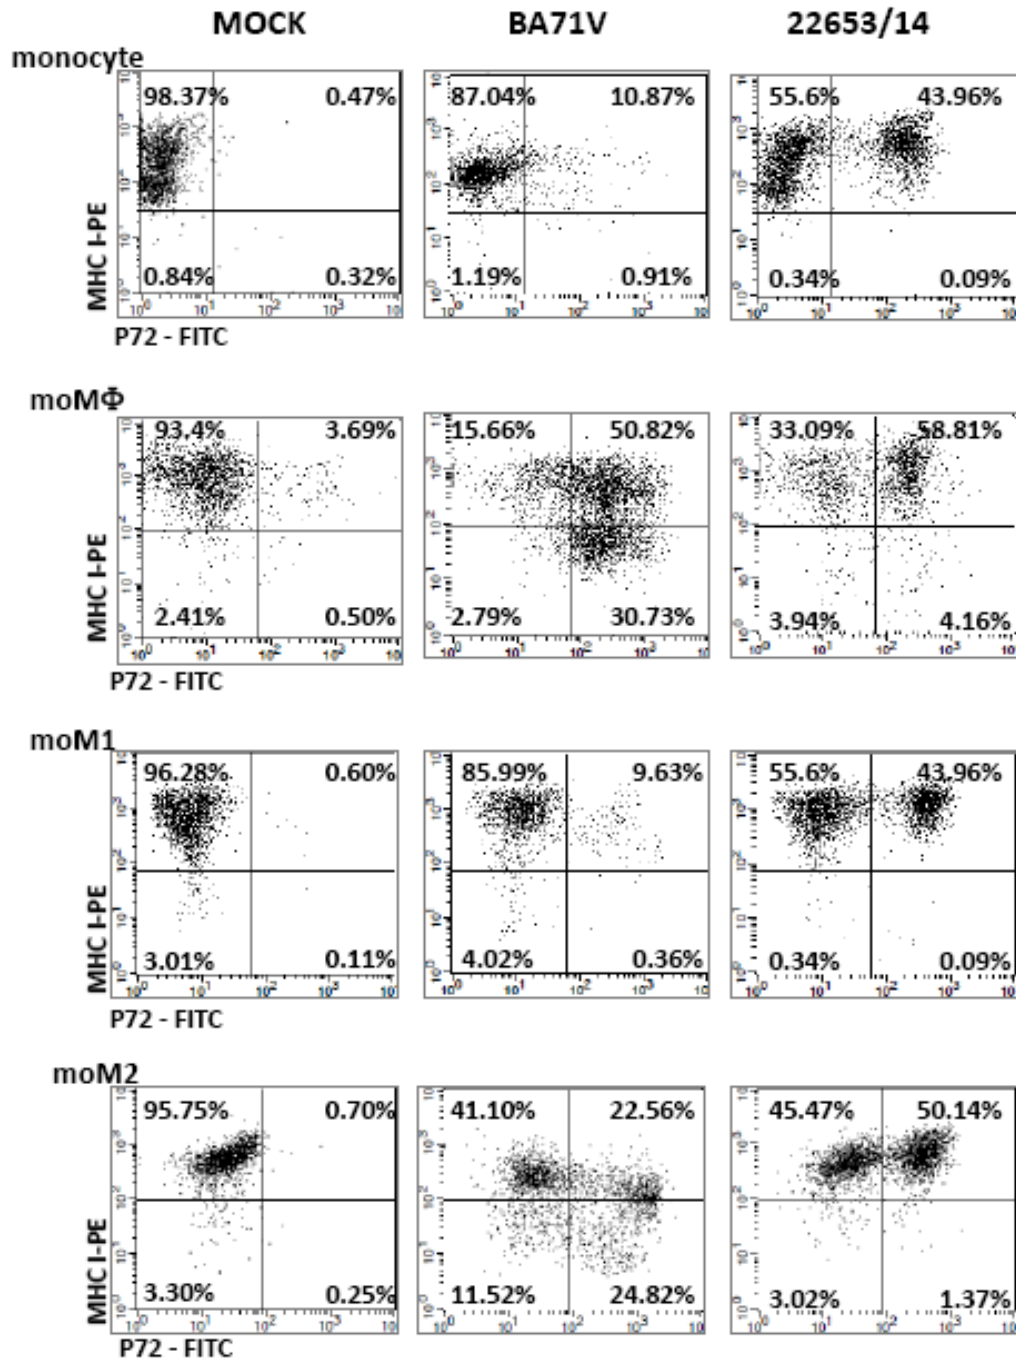 MOCK BA71V 22653/14
monocyte
98.37% 0.47% 87.04% 10.87% 55.6% 43.96%
MHC I-PE
0.84% 0.32% 1.19% 0.91% 0.34% 0.09%
P72 - FITC
moMΦ
93.4% 3.69% 15.66% 50.82% 33.09% 58.81%
MHC I-PE
2.41% 0.50% 2.79% 30.73% 3.94% 4.16%
P72 - FITC
moM1
96.28% 0.60% 85.99% 9.63% 55.6% 43.96%
MHC I-PE
3.01% 0.11% 4.02% 0.36% 0.34% 0.09%
P72 - FITC
moM2
95.75% 0.70% 41.10% 22.56% 45.47% 50.14%
MHC I-PE
3.30% 0.25% 11.52% 24.82% 3.02% 1.37%
P72 - FITC